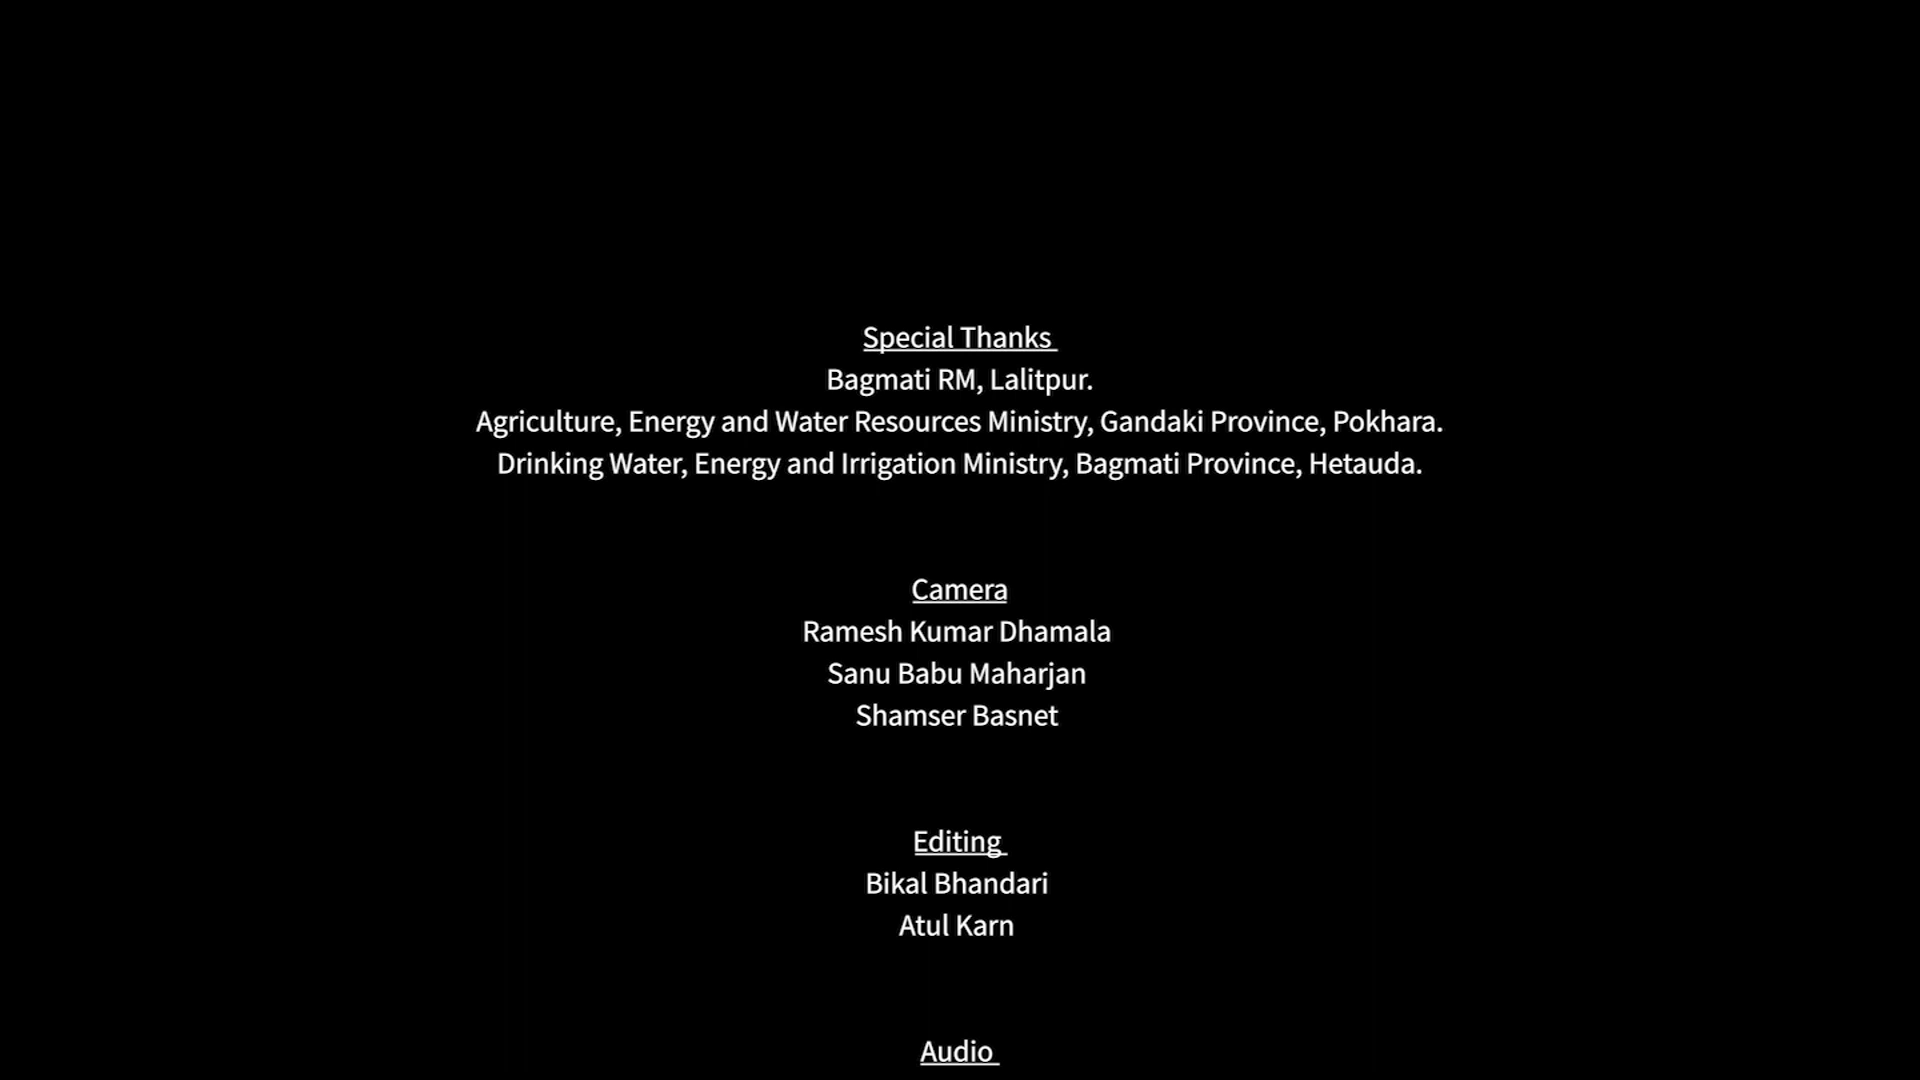 Special Thanks
Bagmati RM, Lalitpur.
Agriculture, Energy and Water Resources Ministry, Gandaki Province, Pokhara.
Drinking Water, Energy and Irrigation Ministry, Bagmati Province, Hetauda.
Camera
Ramesh Kumar Dhamala
Sanu Babu Maharjan
Shamser Basnet
Editing
Bikal Bhandari
Atul Karn
Audio